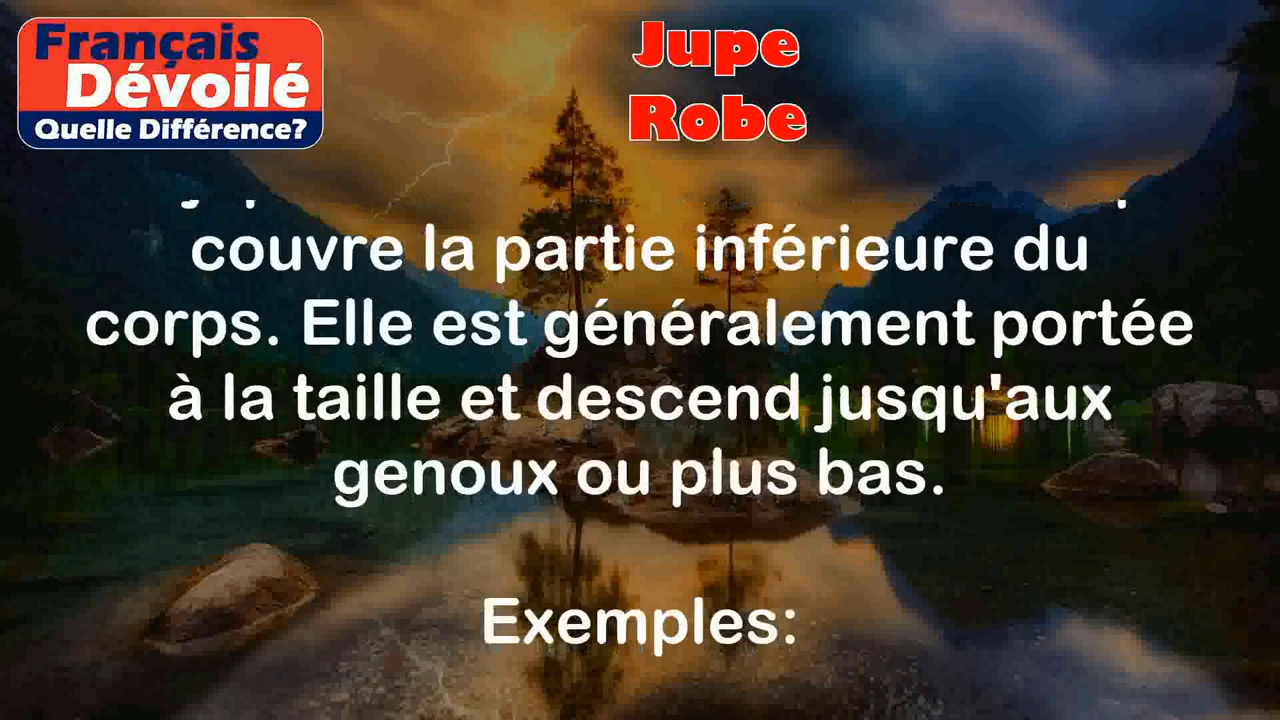 Français
Dévoilé
Quelle Différence?
Jupe
Robe
couvre la partie inférieure du
corps. Elle est généralement portée
à la taille et descend jusqu'aux
genoux ou plus bas.
Exemples: